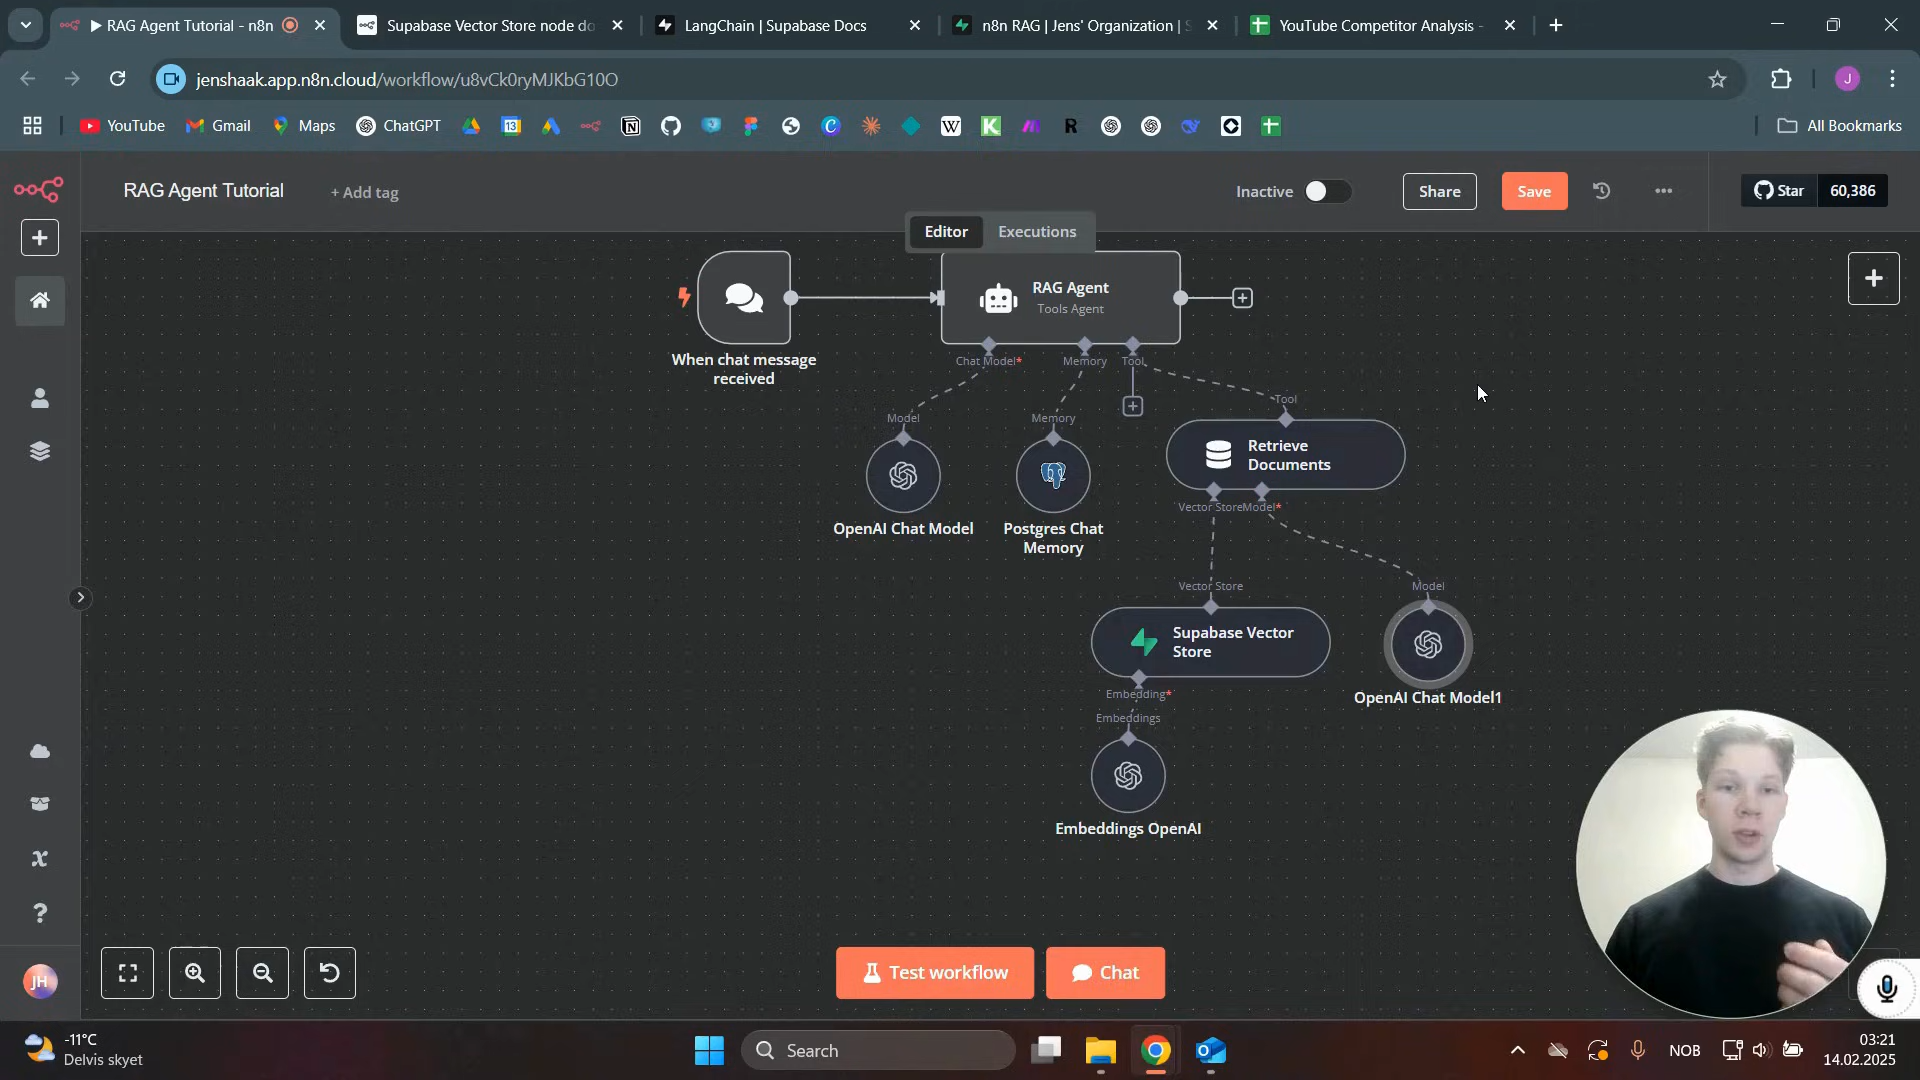 RAG Agent Tutorial - n8n
Supabase Vector Store node do
LangChain | Supabase Docs
n8n RAG | Jens' Organization | S
YouTube Competitor Analysis -
jenshaak.app.n8n.cloud/workflow/u8vCk0ryMJKbG10O
J
YouTube
Gmail
Maps
ChatGPT
All Bookmarks
RAG Agent Tutorial
+ Add tag
Inactive
Share
Save
Star
60,386
Editor
Executions
RAG Agent
Tools Agent
When chat message
received
Chat Model*
Memory
Tool
Tool
Model
Memory
Retrieve
Documents
Vector Store
Model*
OpenAI Chat Model
Postgres Chat
Memory
Vector Store
Model
Supabase Vector
Store
Embedding*
OpenAI Chat Model1
Embeddings
Embeddings OpenAI
JH
Test workflow
Chat
-11°C
Delvis skyet
Search
NOB
03:21
14.02.2025